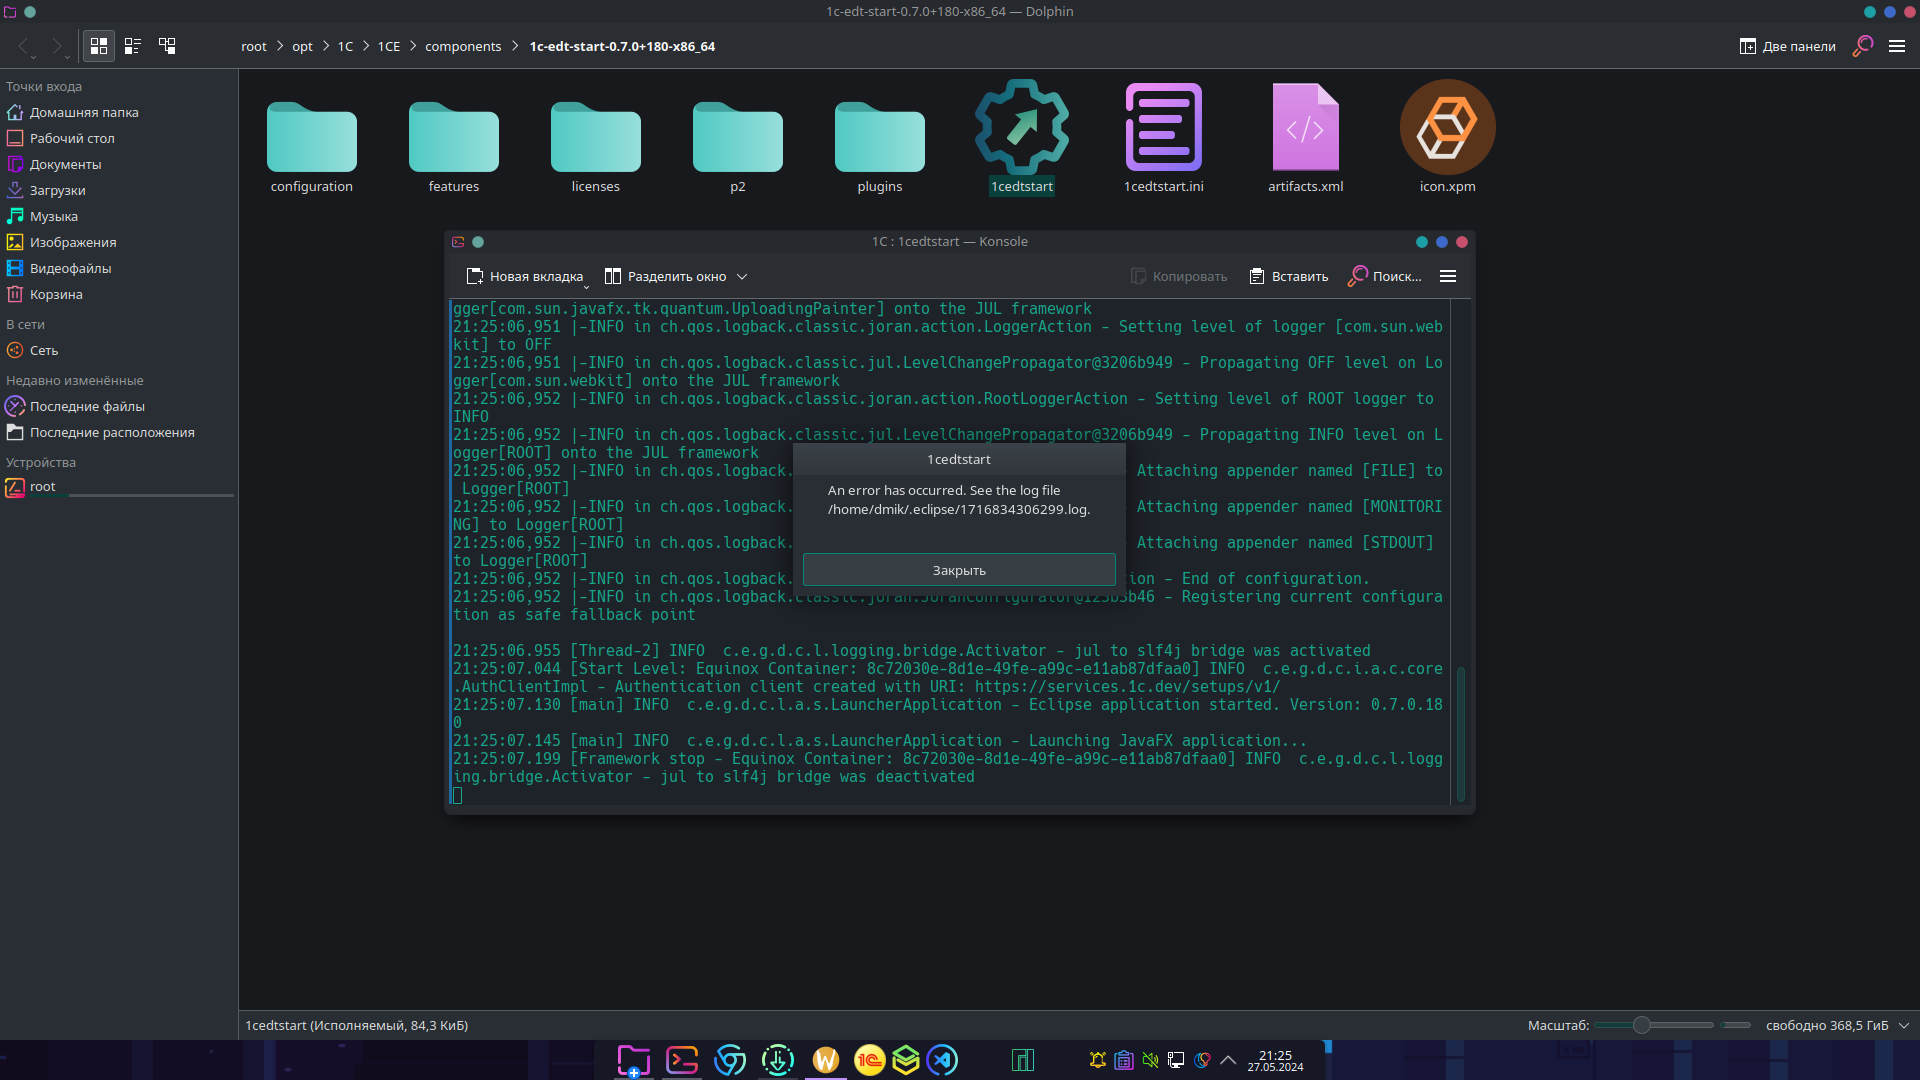 1c-edt-start-0.7.0+180-x86_64 — Dolphin
root > opt > 1C > 1CE > components > 1c-edt-start-0.7.0+180-x86_64
Две панели
Точки входа
Домашняя папка
Рабочий стол
Документы
Загрузки
Музыка
Изображения
Видеофайлы
Корзина
В сети
Сеть
Недавно изменённые
Последние файлы
Последние расположения
Устройства
root
configuration
features
licenses
p2
plugins
1cedtstart
1cedtstart.ini
artifacts.xml
icon.xpm
1C : 1cedtstart — Konsole
Новая вкладка
Разделить окно
Копировать
Вставить
Поиск...
gger[com.sun.javafx.tk.quantum.UploadingPainter] onto the JUL framework
21:25:06,951 |-INFO in ch.qos.logback.classic.joran.action.LoggerAction - Setting level of logger [com.sun.web
kit] to OFF
21:25:06,951 |-INFO in ch.qos.logback.classic.jul.LevelChangePropagator@3206b949 - Propagating OFF level on Lo
gger[com.sun.webkit] onto the JUL framework
21:25:06,952 |-INFO in ch.qos.logback.classic.joran.action.RootLoggerAction - Setting level of ROOT logger to
INFO
21:25:06,952 |-INFO in ch.qos.logback.classic.jul.LevelChangePropagator@3206b949 - Propagating INFO level on L
ogger[ROOT] onto the JUL framework
21:25:06,952 |-INFO in ch.qos.logback. Attaching appender named [FILE] to
Logger[ROOT]
21:25:06,952 |-INFO in ch.qos.logback. Attaching appender named [MONITORI
NG] to Logger[ROOT]
21:25:06,952 |-INFO in ch.qos.logback. Attaching appender named [STDOUT]
to Logger[ROOT]
21:25:06,952 |-INFO in ch.qos.logback. ion - End of configuration.
21:25:06,952 |-INFO in ch.qos.logback.classic.joran.JoranConfigurator@123b3b46 - Registering current configura
tion as safe fallback point
21:25:06.955 [Thread-2] INFO  c.e.g.d.c.l.logging.bridge.Activator - jul to slf4j bridge was activated
21:25:07.044 [Start Level: Equinox Container: 8c72030e-8d1e-49fe-a99c-e11ab87dfaa0] INFO  c.e.g.d.c.i.a.c.core
.AuthClientImpl - Authentication client created with URI: https://services.1c.dev/setups/v1/
21:25:07.130 [main] INFO  c.e.g.d.c.l.a.s.LauncherApplication - Eclipse application started. Version: 0.7.0.18
0
21:25:07.145 [main] INFO  c.e.g.d.c.l.a.s.LauncherApplication - Launching JavaFX application...
21:25:07.199 [Framework stop - Equinox Container: 8c72030e-8d1e-49fe-a99c-e11ab87dfaa0] INFO  c.e.g.d.c.l.logg
ing.bridge.Activator - jul to slf4j bridge was deactivated
1cedtstart
An error has occurred. See the log file
/home/dmik/.eclipse/1716834306299.log.
Закрыть
1cedtstart (Исполняемый, 84,3 КиБ)
Масштаб:
свободно 368,5 ГиБ
21:25
27.05.2024